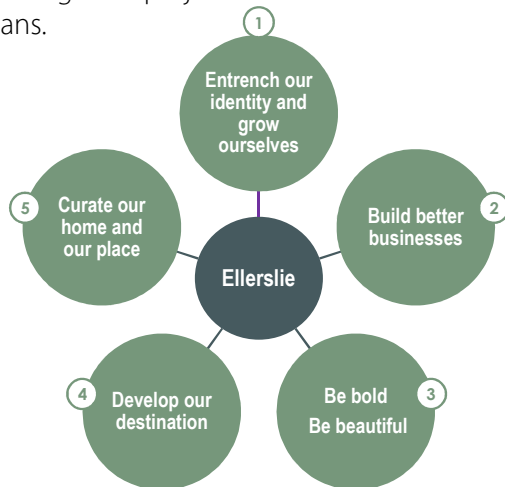 ans.
1
Entrench our
identity and
grow
ourselves
5
Curate our
home and
our place
2
Build better
businesses
Ellerslie
4
Develop our
destination
3
Be bold
Be beautiful